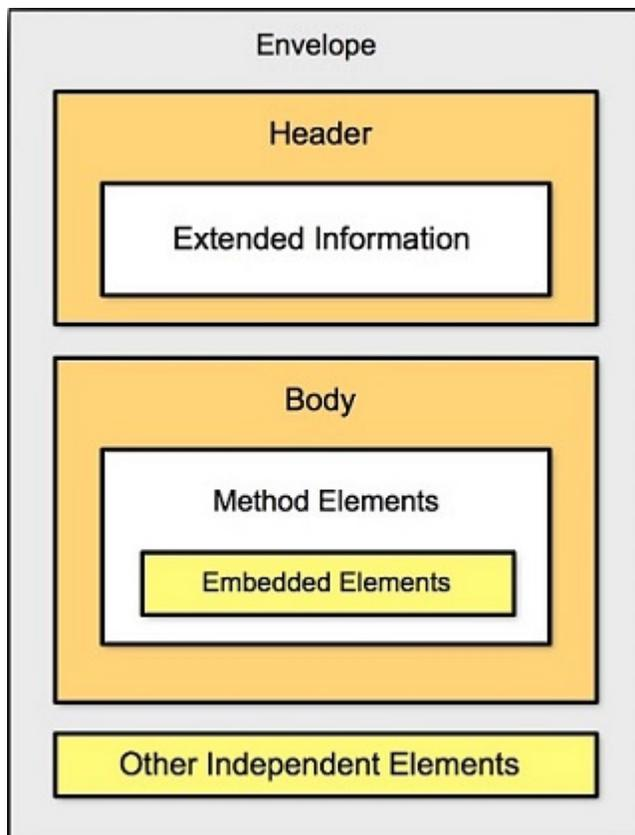 Envelope
Header
Extended Information
Body
Method Elements
Embedded Elements
Other Independent Elements